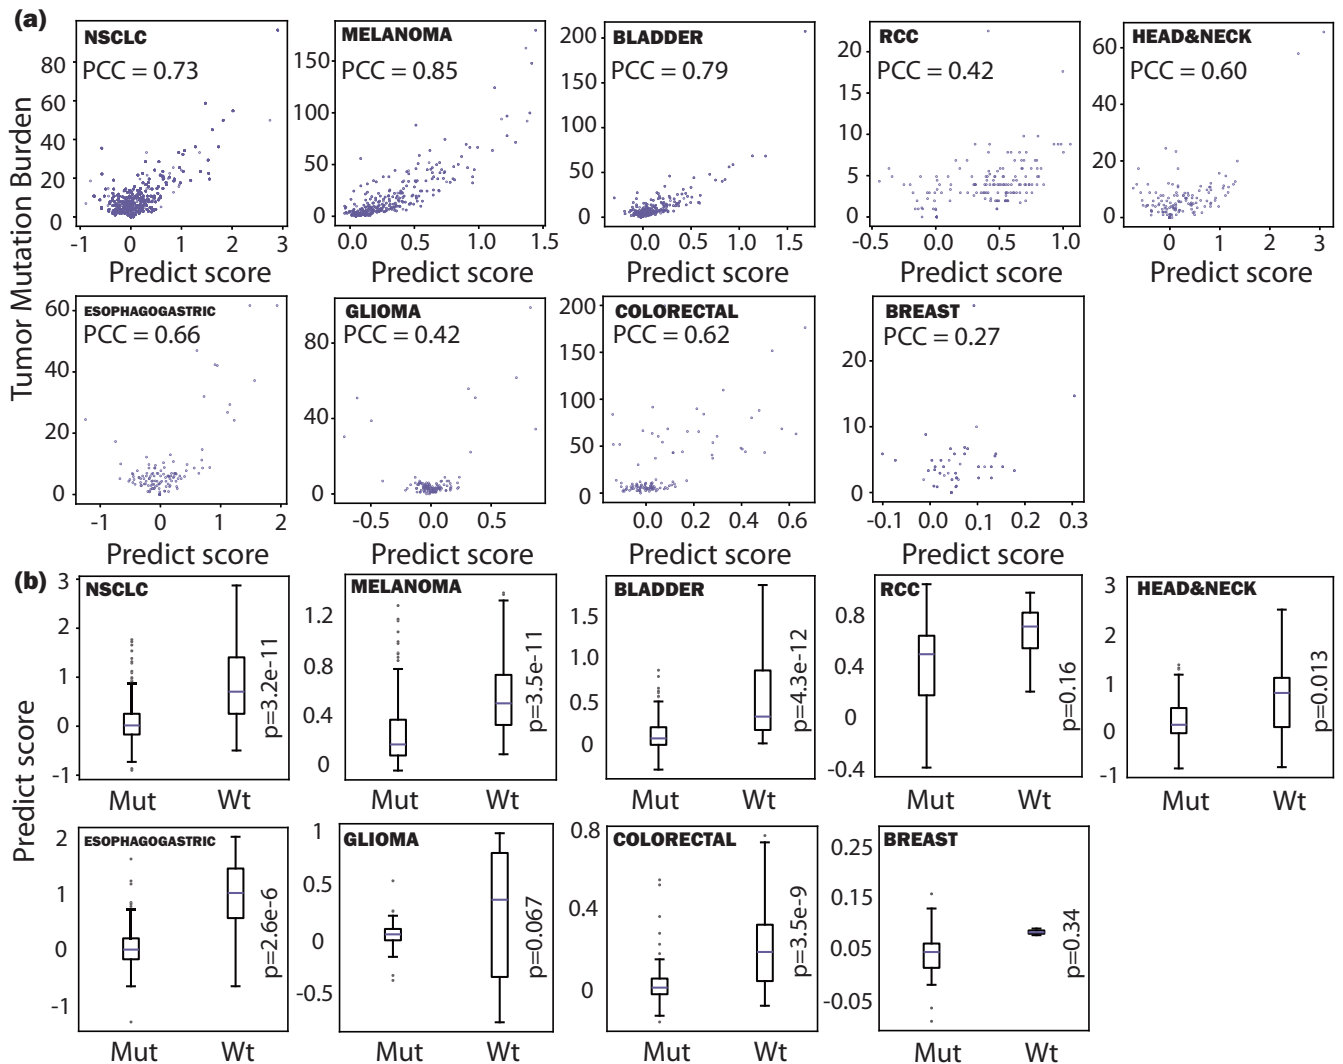 (a)
Tumor Mutation Burden
NSCLC
PCC = 0.73
80
60
40
20
0
-1 0 1 2 3
Predict score
MELANOMA
PCC = 0.85
150
100
50
0
0.0 0.5 1.0 1.5
Predict score
BLADDER
PCC = 0.79
200
150
100
50
0
0.0 0.5 1.0 1.5
Predict score
RCC
PCC = 0.42
20
15
10
5
0
-0.5 0.0 0.5 1.0
Predict score
HEAD&NECK
PCC = 0.60
60
40
20
0
0 1 2 3
Predict score
ESOPHAGOGASTRIC
PCC = 0.66
60
40
20
0
-1 0 1 2
Predict score
GLIOMA
PCC = 0.42
80
40
0
-0.5 0.0 0.5
Predict score
COLORECTAL
PCC = 0.62
200
150
100
50
0
0.0 0.2 0.4 0.6
Predict score
BREAST
PCC = 0.27
20
10
0
-0.1 0.0 0.1 0.2 0.3
Predict score
(b)
Predict score
NSCLC
3
2
1
0
-1
p=3.2e-11
Mut Wt
MELANOMA
1.2
0.8
0.4
0
p=3.5e-11
Mut Wt
BLADDER
1.5
1.0
0.5
0
p=4.3e-12
Mut Wt
RCC
0.8
0.4
0
-0.4
p=0.16
Mut Wt
HEAD&NECK
3
2
1
0
-1
p=0.013
Mut Wt
ESOPHAGOGASTRIC
2
1
0
-1
p=2.6e-6
Mut Wt
GLIOMA
1
0.5
0
-0.5
p=0.067
Mut Wt
COLORECTAL
0.8
0.4
0
p=3.5e-9
Mut Wt
BREAST
0.25
0.15
0.05
-0.05
p=0.34
Mut Wt